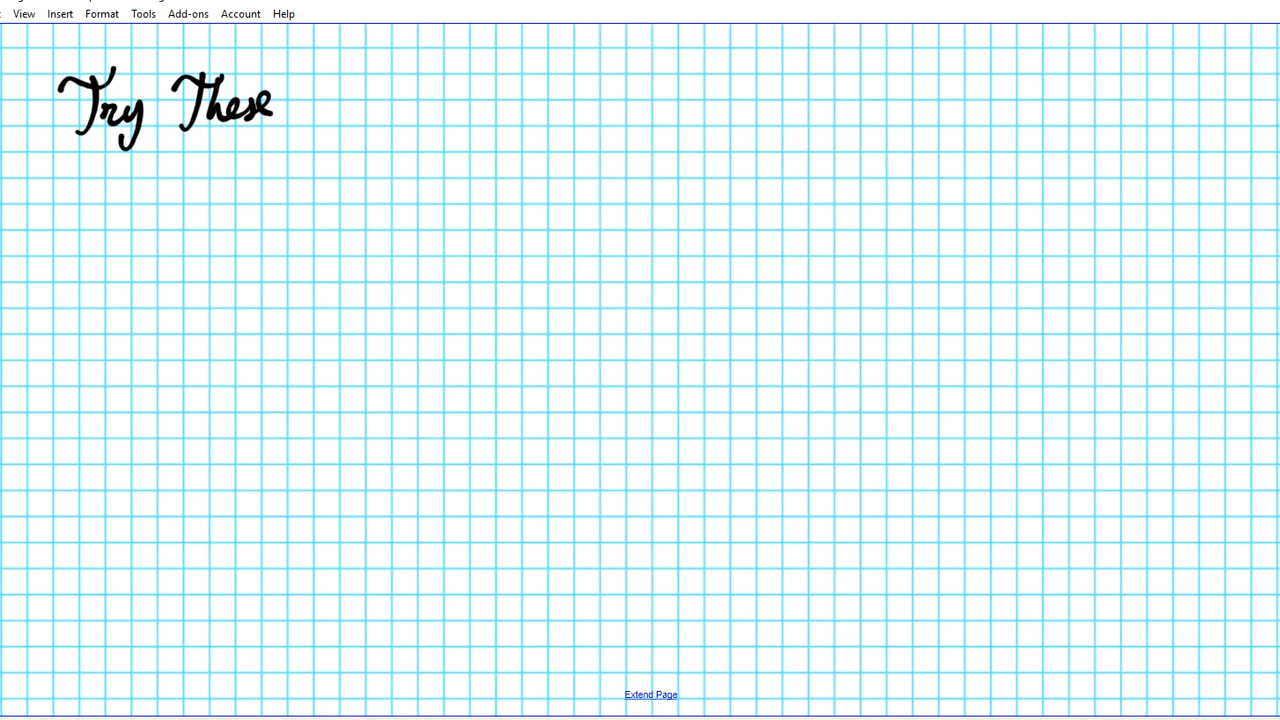 View Insert Format Tools Add-ons Account Help
Try These
Extend Page